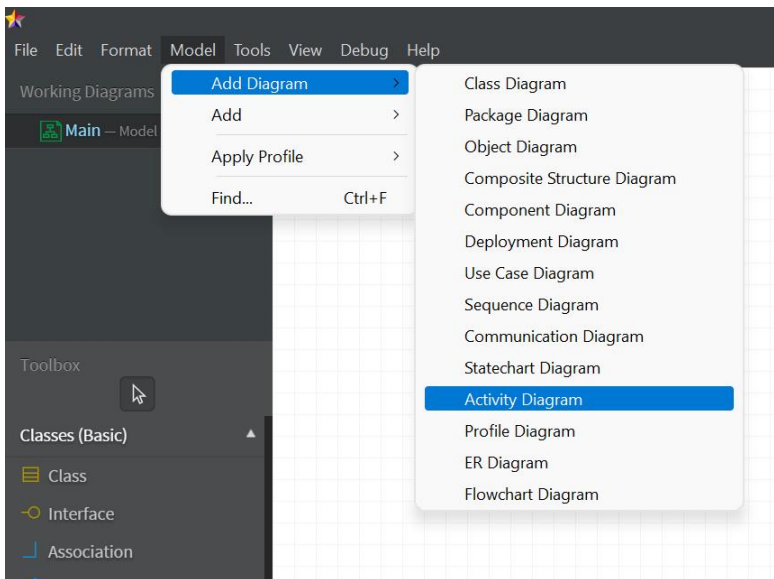 File Edit Format Model Tools View Debug Help
Working Diagrams
Main — Model
Add Diagram
Add
Apply Profile
Find... Ctrl+F
Class Diagram
Package Diagram
Object Diagram
Composite Structure Diagram
Component Diagram
Deployment Diagram
Use Case Diagram
Sequence Diagram
Communication Diagram
Statechart Diagram
Activity Diagram
Profile Diagram
ER Diagram
Flowchart Diagram
Toolbox
Classes (Basic)
Class
Interface
Association